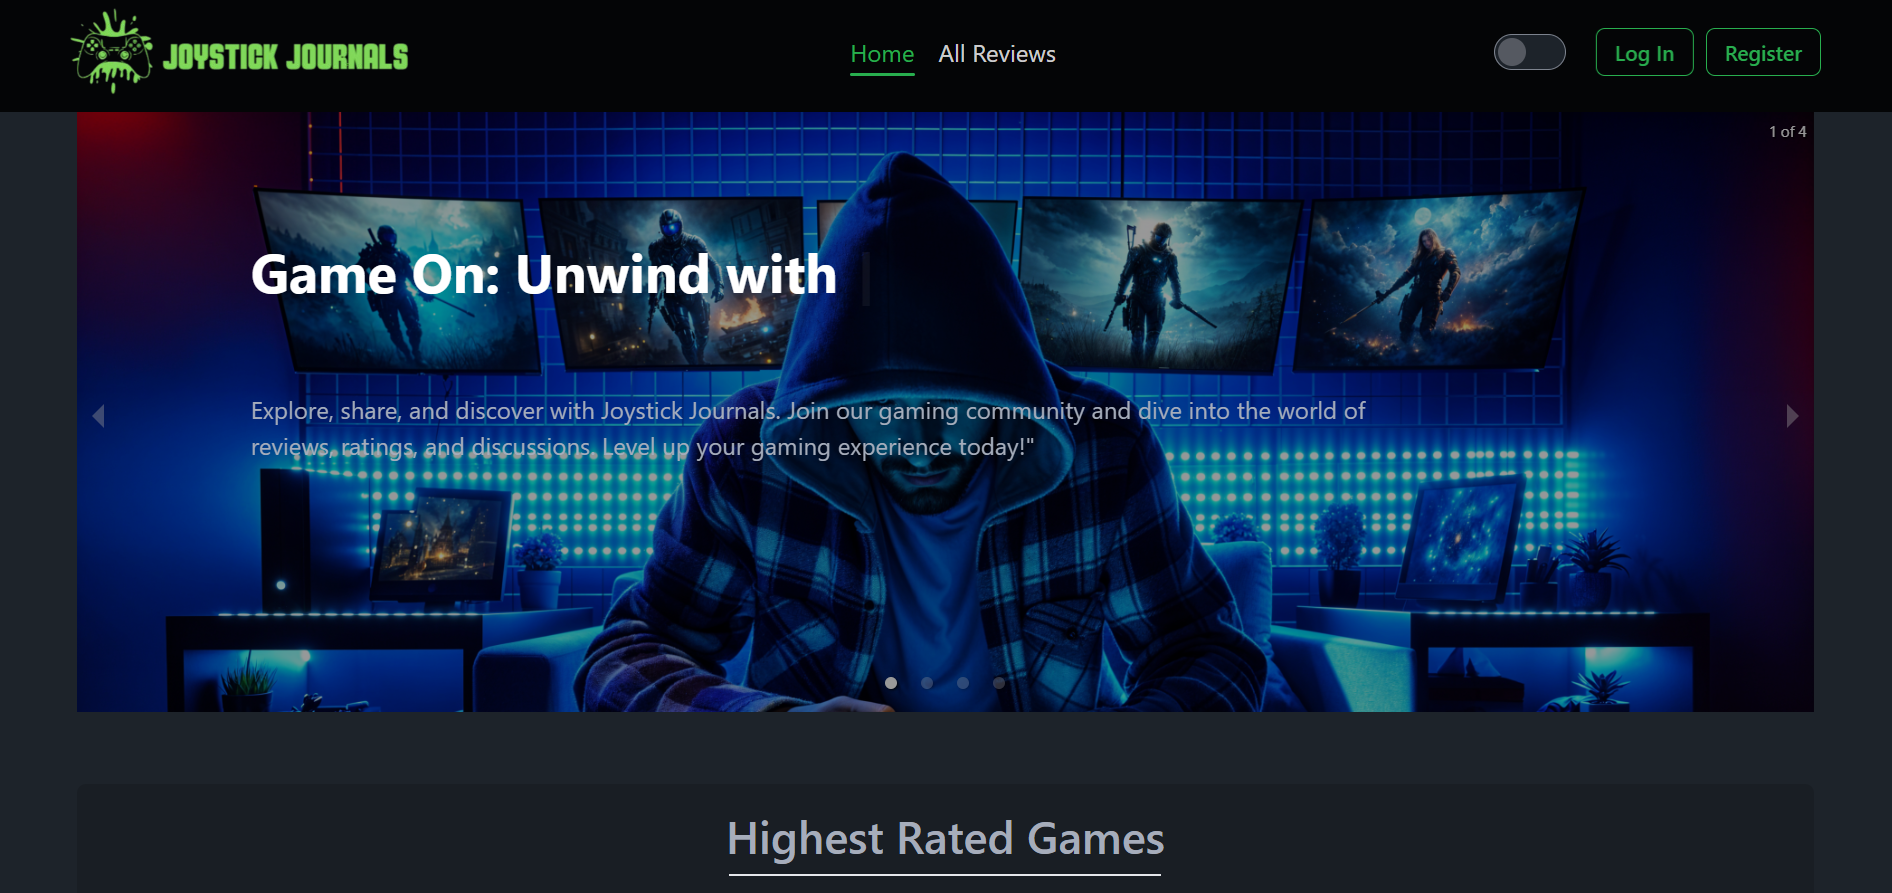 JOYSTICK JOURNALS
Home
All Reviews
Log In
Register
1 of 4
Game On: Unwind with
Explore, share, and discover with Joystick Journals. Join our gaming community and dive into the world of
reviews, ratings, and discussions. Level up your gaming experience today!"
Highest Rated Games